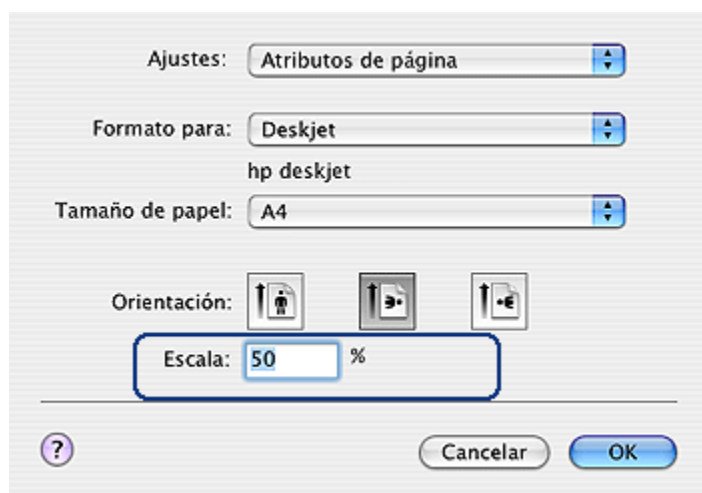 Ajustes: Atributos de página
Formato para: Deskjet
hp deskjet
Tamaño de papel: A4
Orientación:
Escala: 50 %
?
Cancelar OK